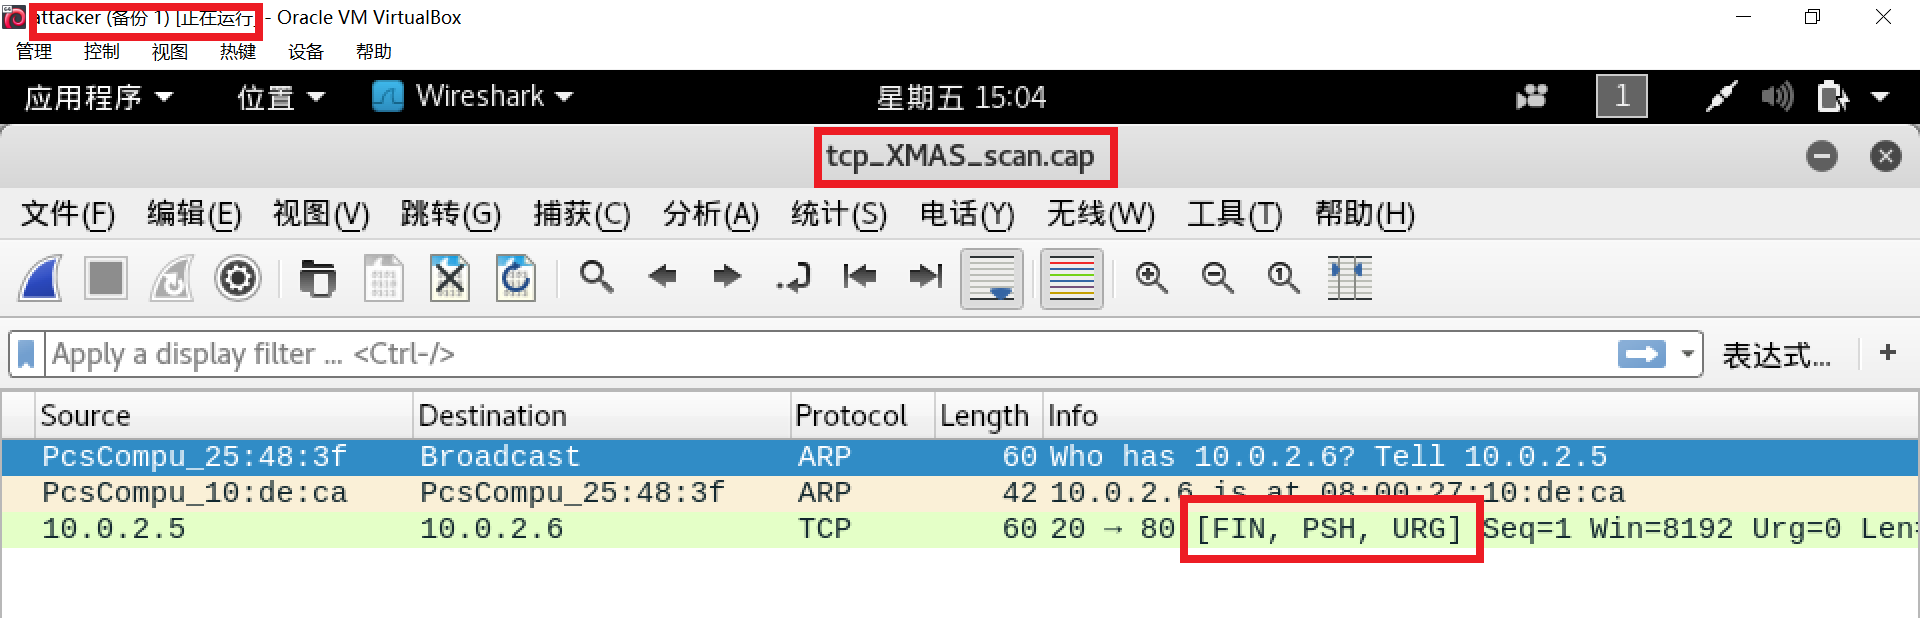 attacker (备份 1) [正在运行] - Oracle VM VirtualBox
管理 控制 视图 热键 设备 帮助
应用程序 位置 Wireshark 星期五 15:04 1
tcp_XMAS_scan.cap
文件(F) 编辑(E) 视图(V) 跳转(G) 捕获(C) 分析(A) 统计(S) 电话(Y) 无线(W) 工具(T) 帮助(H)
Apply a display filter ... <Ctrl-/> 表达式... +
Source Destination Protocol Length Info
PcsCompu_25:48:3f Broadcast ARP 60 Who has 10.0.2.6? Tell 10.0.2.5
PcsCompu_10:de:ca PcsCompu_25:48:3f ARP 42 10.0.2.6 is at 08:00:27:10:de:ca
10.0.2.5 10.0.2.6 TCP 60 20 → 80 [FIN, PSH, URG] Seq=1 Win=8192 Urg=0 Len=